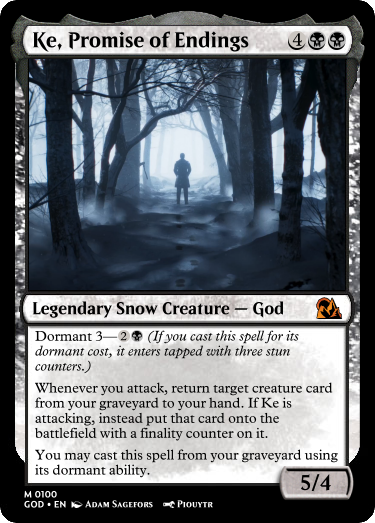 Ke, Promise of Endings 4
Legendary Snow Creature — God
Dormant 3—2 (If you cast this spell for its
dormant cost, it enters tapped with three stun
counters.)
Whenever you attack, return target creature card
from your graveyard to your hand. If Ke is
attacking, instead put that card onto the
battlefield with a finality counter on it.
You may cast this spell from your graveyard using
its dormant ability.
5/4
M 0100
GOD • EN Adam Sagefors Piouytr